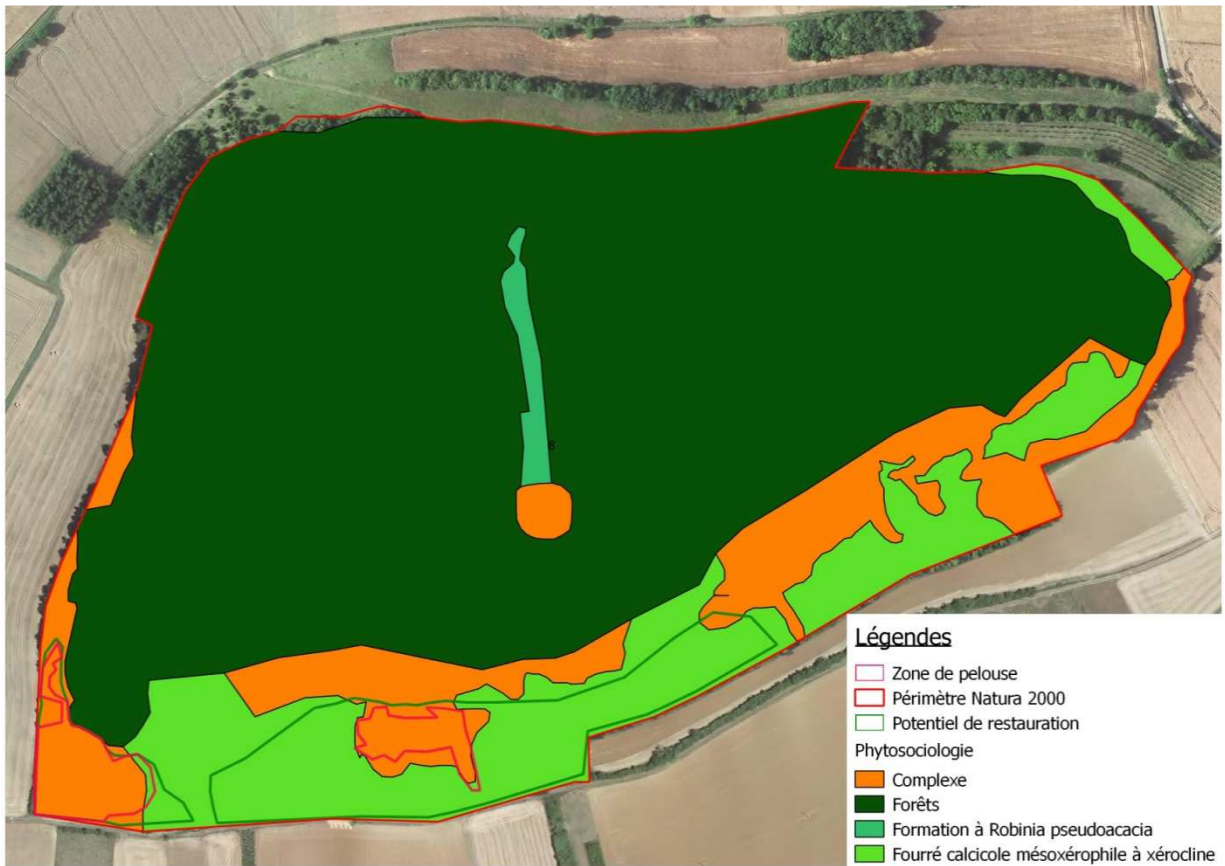 Légendes
Zone de pelouse
Périmètre Natura 2000
Potentiel de restauration
Phytosociologie
Complexe
Forêts
Formation à Robinia pseudoacacia
Fourré calcicole mésoxérophile à xérocline